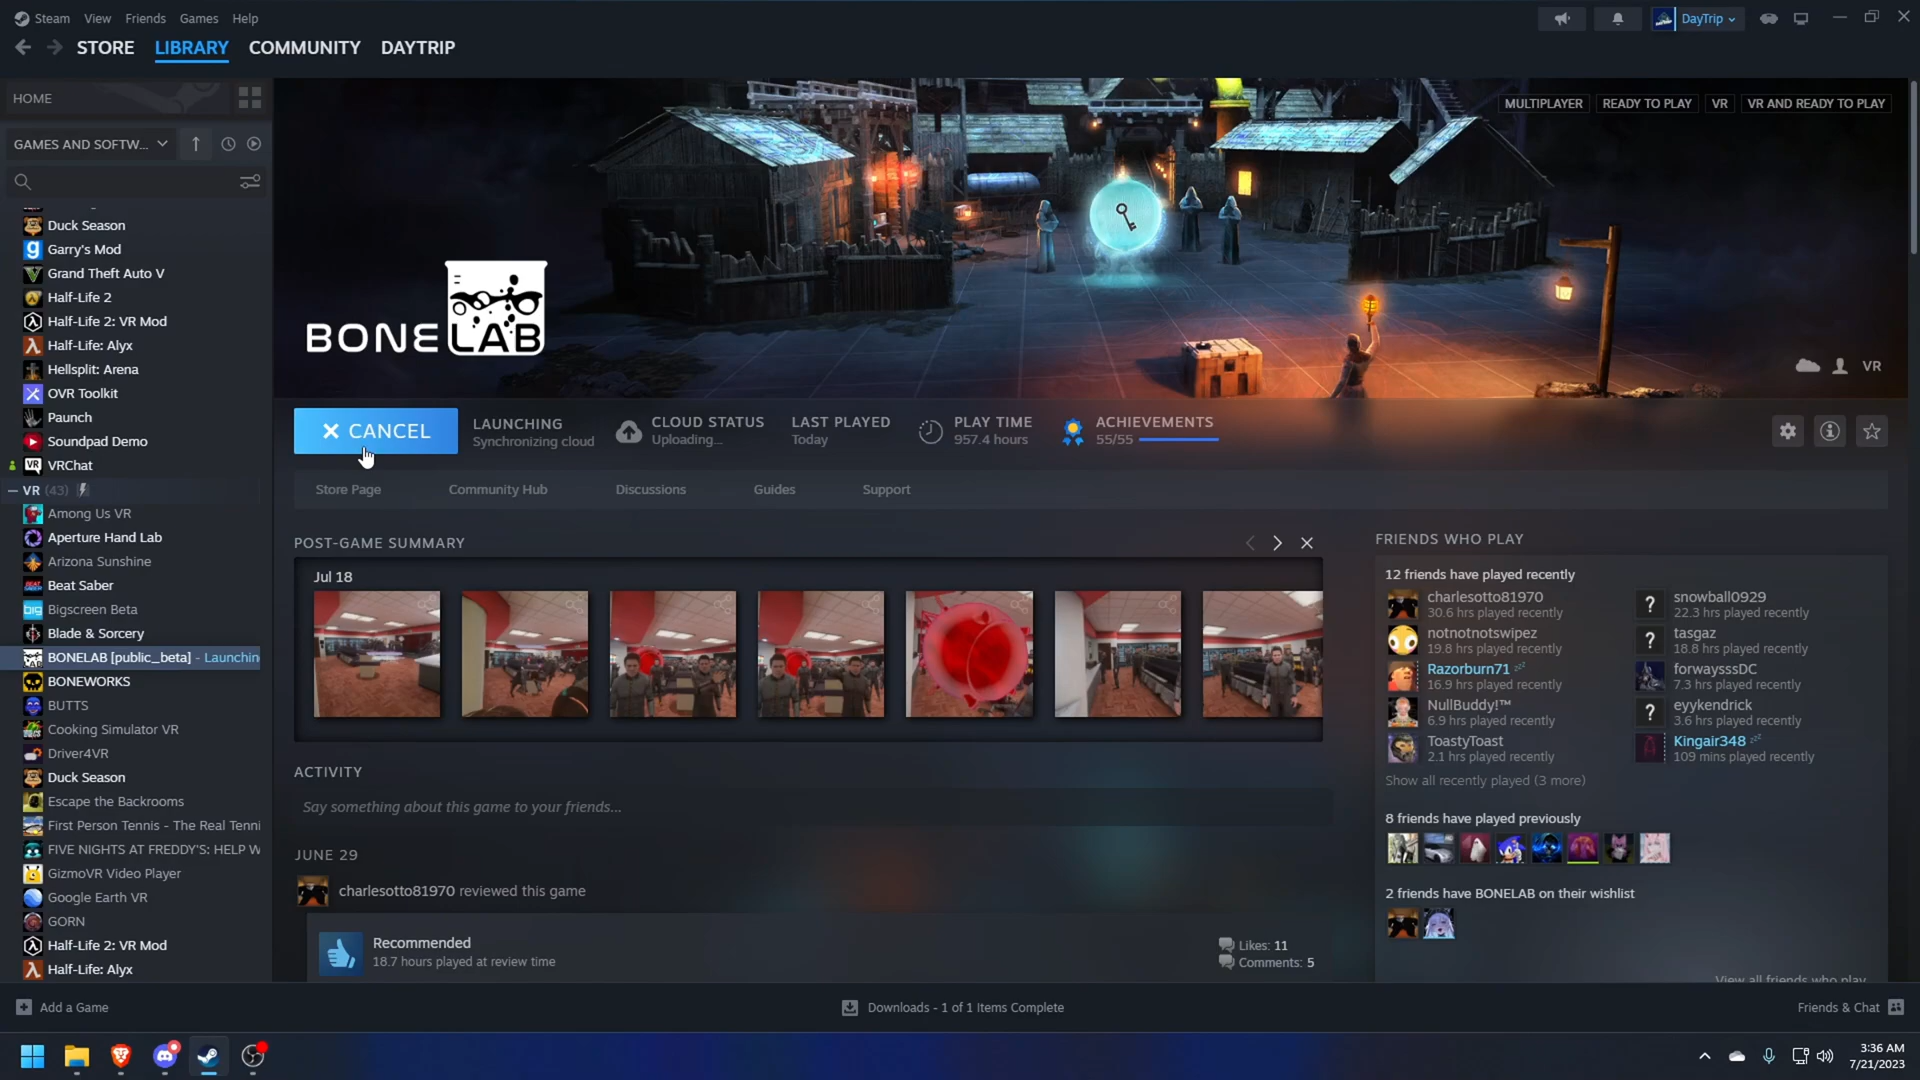 Steam View Friends Games Help
DayTrip
STORE LIBRARY COMMUNITY DAYTRIP
HOME
GAMES AND SOFTW...
Duck Season
Garry's Mod
Grand Theft Auto V
Half-Life 2
Half-Life 2: VR Mod
Half-Life: Alyx
Hellsplit: Arena
OVR Toolkit
Paunch
Soundpad Demo
VRChat
VR (43)
Among Us VR
Aperture Hand Lab
Arizona Sunshine
Beat Saber
Bigscreen Beta
Blade & Sorcery
BONELAB [public_beta] - Launchin
BONEWORKS
BUTTS
Cooking Simulator VR
Driver4VR
Duck Season
Escape the Backrooms
First Person Tennis - The Real Tenni
FIVE NIGHTS AT FREDDY'S: HELP W
GizmoVR Video Player
Google Earth VR
GORN
Half-Life 2: VR Mod
Half-Life: Alyx
MULTIPLAYER READY TO PLAY VR VR AND READY TO PLAY
BONELAB
VR
CANCEL
LAUNCHING
Synchronizing cloud
CLOUD STATUS
Uploading...
LAST PLAYED
Today
PLAY TIME
957.4 hours
ACHIEVEMENTS
55/55
Store Page Community Hub Discussions Guides Support
POST-GAME SUMMARY
Jul 18
ACTIVITY
Say something about this game to your friends...
JUNE 29
charlesotto81970 reviewed this game
Recommended
18.7 hours played at review time
Likes: 11
Comments: 5
FRIENDS WHO PLAY
12 friends have played recently
charlesotto81970
30.6 hrs played recently
snowball0929
22.3 hrs played recently
notnotnotswipez
19.8 hrs played recently
tasgaz
18.8 hrs played recently
Razorburn71
16.9 hrs played recently
forwaysssDC
7.3 hrs played recently
NullBuddy!™
6.9 hrs played recently
eyykendrick
3.6 hrs played recently
ToastyToast
2.1 hrs played recently
Kingair348
109 mins played recently
Show all recently played (3 more)
8 friends have played previously
2 friends have BONELAB on their wishlist
View all friends who play
Add a Game
Downloads - 1 of 1 Items Complete
Friends & Chat
3:36 AM
7/21/2023